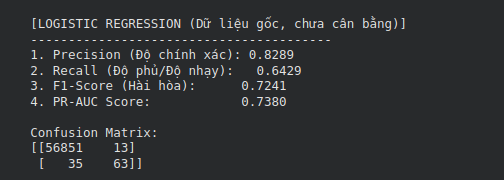 [LOGISTIC REGRESSION (Dữ liệu gốc, chưa cân bằng)]
----------------------------------------
1. Precision (Độ chính xác): 0.8289
2. Recall (Độ phủ/Độ nhạy): 0.6429
3. F1-Score (Hài hòa): 0.7241
4. PR-AUC Score: 0.7380
Confusion Matrix:
[[56851 13]
[ 35 63]]